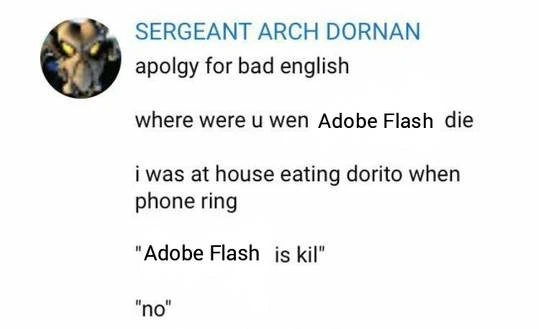 SERGEANT ARCH DORNAN
apolgy for bad english
where were u wen Adobe Flash die
i was at house eating dorito when
phone ring
"Adobe Flash is kil"
"no"